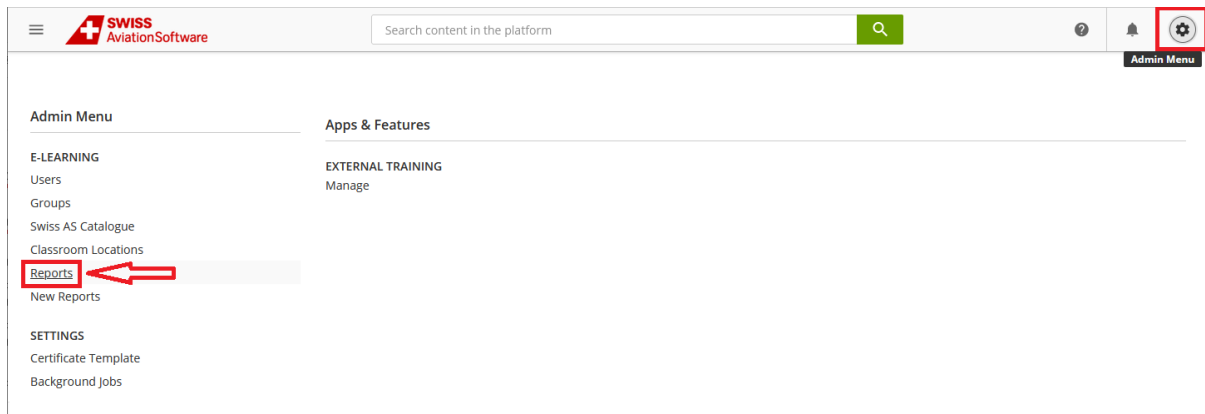 SWISS
AviationSoftware
Search content in the platform
Admin Menu
Admin Menu
E-LEARNING
Users
Groups
Swiss AS Catalogue
Classroom Locations
Reports
New Reports
SETTINGS
Certificate Template
Background Jobs
Apps & Features
EXTERNAL TRAINING
Manage